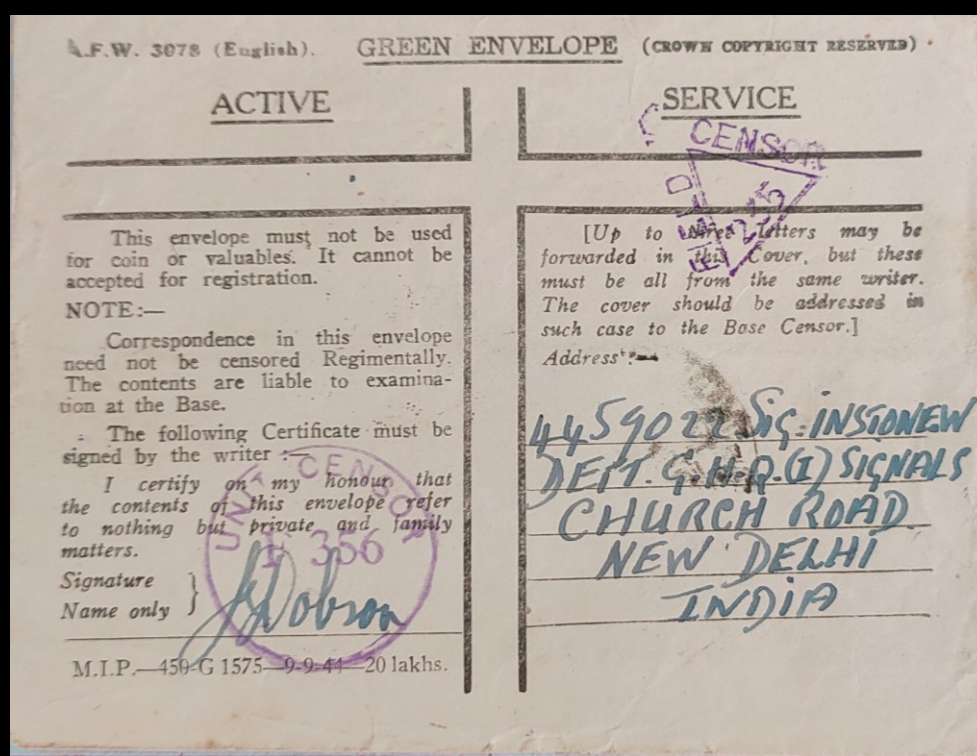 A.F.W. 3078 (English). GREEN ENVELOPE (CROWN COPYRIGHT RESERVED).
ACTIVE
This envelope must not be used
for coin or valuables. It cannot be
accepted for registration.
NOTE:—
Correspondence in this envelope
need not be censored Regimentally.
The contents are liable to examina-
tion at the Base.
The following Certificate must be
signed by the writer :—
I certify on my honour that
the contents of this envelope refer
to nothing but private and family
matters.
Signature
Name only }
Dobson
UNIT CENSOR
356
M.I.P.—450-G 1575—9-9-44—20 lakhs.
SERVICE
CENSOR
FIELD
[Up to three letters may be
forwarded in this Cover, but these
must be all from the same writer.
The cover should be addressed in
such case to the Base Censor.]
Address :—
4459022 SIG. INSTONE.W
G.H.Q.(I) SIGNALS
CHURCH ROAD
NEW DELHI
INDIA